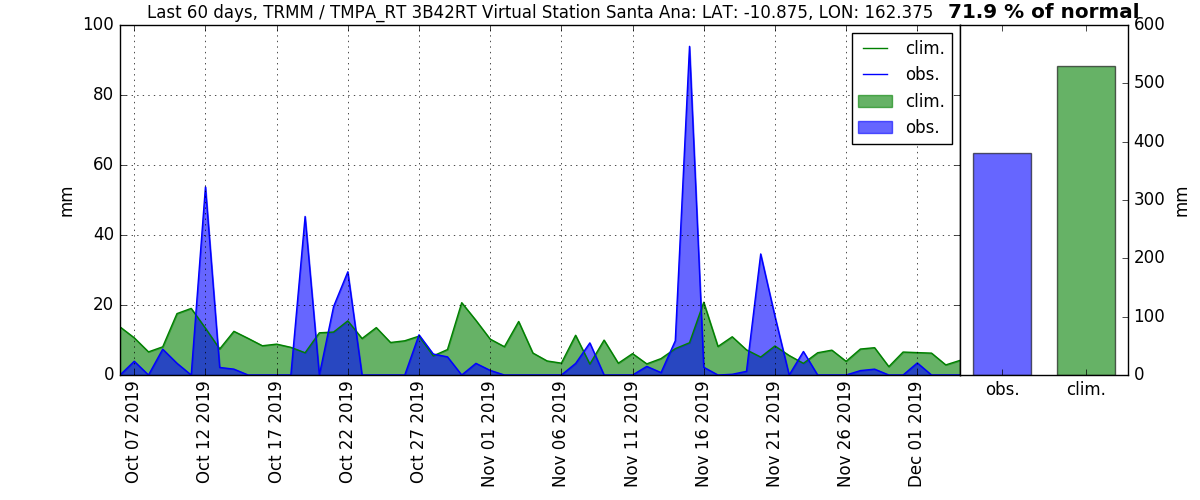 Last 60 days, TRMM / TMPA_RT 3B42RT Virtual Station Santa Ana: LAT: -10.875, LON: 162.375 71.9 % of normal
100
80
60
40
20
0
mm
clim.
obs.
clim.
obs.
600
500
400
300
200
100
0
mm
obs. clim.
Oct 07 2019
Oct 12 2019
Oct 17 2019
Oct 22 2019
Oct 27 2019
Nov 01 2019
Nov 06 2019
Nov 11 2019
Nov 16 2019
Nov 21 2019
Nov 26 2019
Dec 01 2019